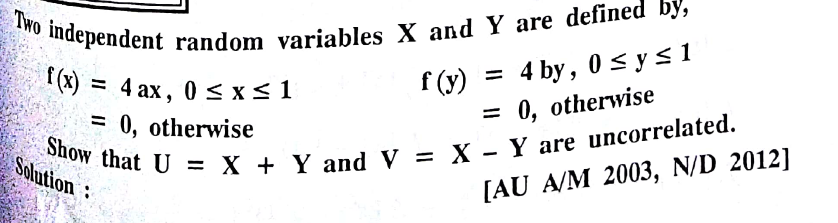 Two independent random variables X and Y are defined by,
f(x) = 4 ax, 0 ≤ x ≤ 1 f (y) = 4 by, 0 ≤ y ≤ 1
= 0, otherwise = 0, otherwise
Show that U = X + Y and V = X − Y are uncorrelated.
Solution : [AU A/M 2003, N/D 2012]